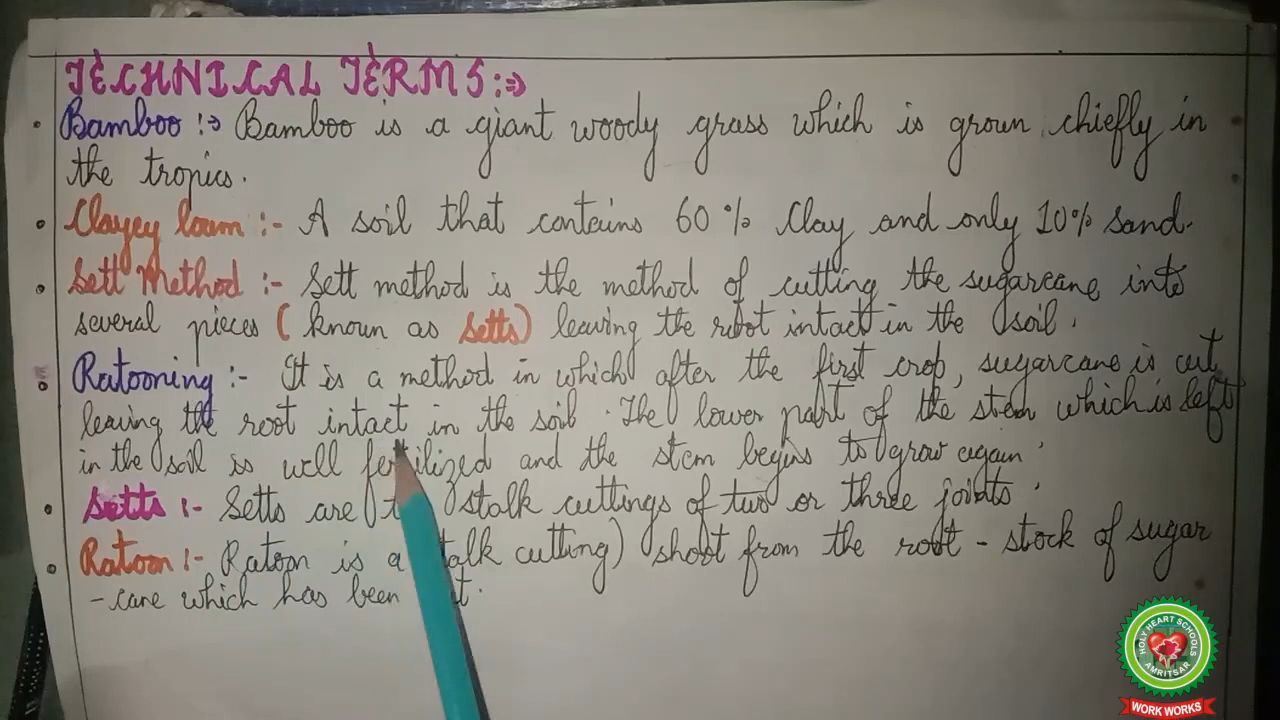 TECHNICAL TERMS :⇒
• Bamboo :⇒ Bamboo is a giant woody grass which is grown chiefly in
the tropics.
• Clayey loam :- A soil that contains 60% Clay and only 10% sand.
• Sett Method :- Sett method is the method of cutting the sugarcane into
several pieces (known as Setts) leaving the root intact in the soil.
• Ratooning :- It is a method in which after the first crop, sugarcane is cut
leaving the root intact in the soil. The lower part of the stem which is left
in the soil is well fertilized and the stem begins to grow again.
• Setts :- Setts are stalk cuttings of two or three joints.
• Ratoon :- Ratoon is a cutting) shoot from the root - stock of sugar
- cane which has been
HOLY HEART SCHOOLS
AMRITSAR
WORK WORKS